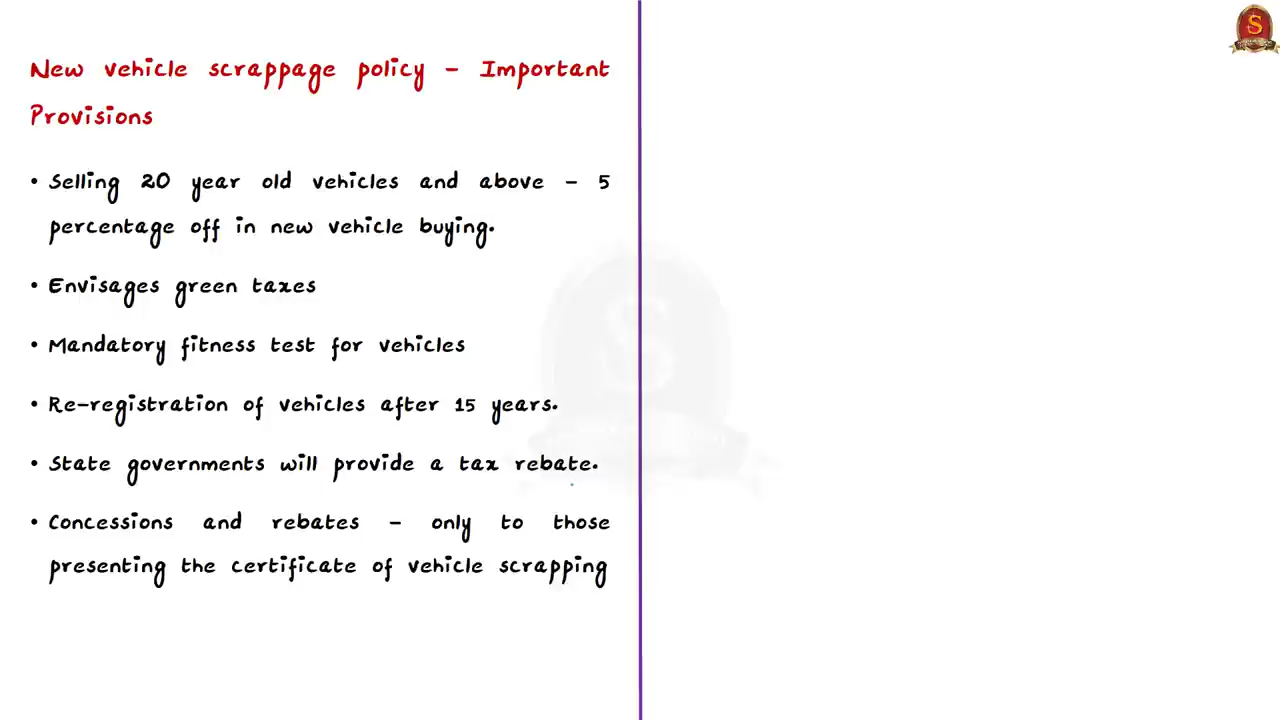 New vehicle scrappage policy - Important
Provisions
• Selling 20 year old vehicles and above - 5
percentage off in new vehicle buying.
• Envisages green taxes
• Mandatory fitness test for vehicles
• Re-registration of vehicles after 15 years.
• State governments will provide a tax rebate.
• Concessions and rebates - only to those
presenting the certificate of vehicle scrapping
S